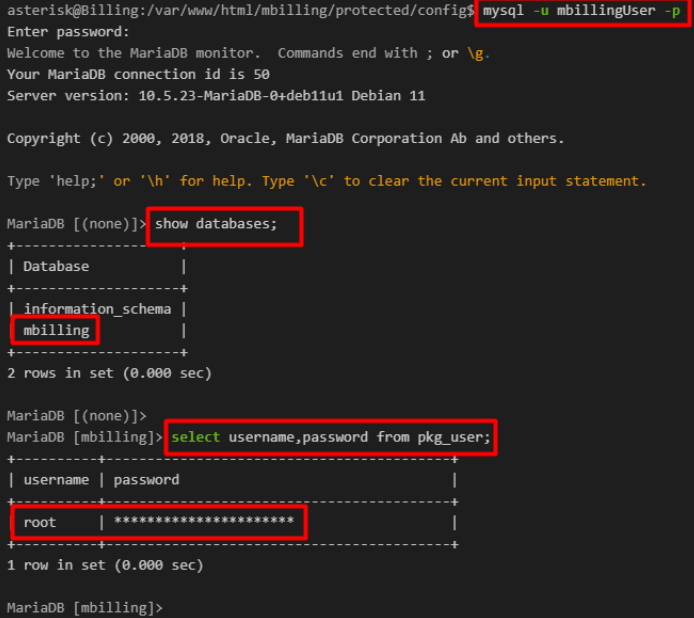 asterisk@Billing:/var/www/html/mbilling/protected/config$ mysql -u mbillingUser -p
Enter password:
Welcome to the MariaDB monitor.  Commands end with ; or \g.
Your MariaDB connection id is 50
Server version: 10.5.23-MariaDB-0+deb11u1 Debian 11

Copyright (c) 2000, 2018, Oracle, MariaDB Corporation Ab and others.

Type 'help;' or '\h' for help. Type '\c' to clear the current input statement.

MariaDB [(none)]> show databases;
+--------------------+
| Database           |
+--------------------+
| information_schema |
| mbilling           |
+--------------------+
2 rows in set (0.000 sec)

MariaDB [(none)]>
MariaDB [mbilling]> select username,password from pkg_user;
+----------+------------------------------------------+
| username | password                                 |
+----------+------------------------------------------+
| root     | **********************                   |
+----------+------------------------------------------+
1 row in set (0.000 sec)

MariaDB [mbilling]>